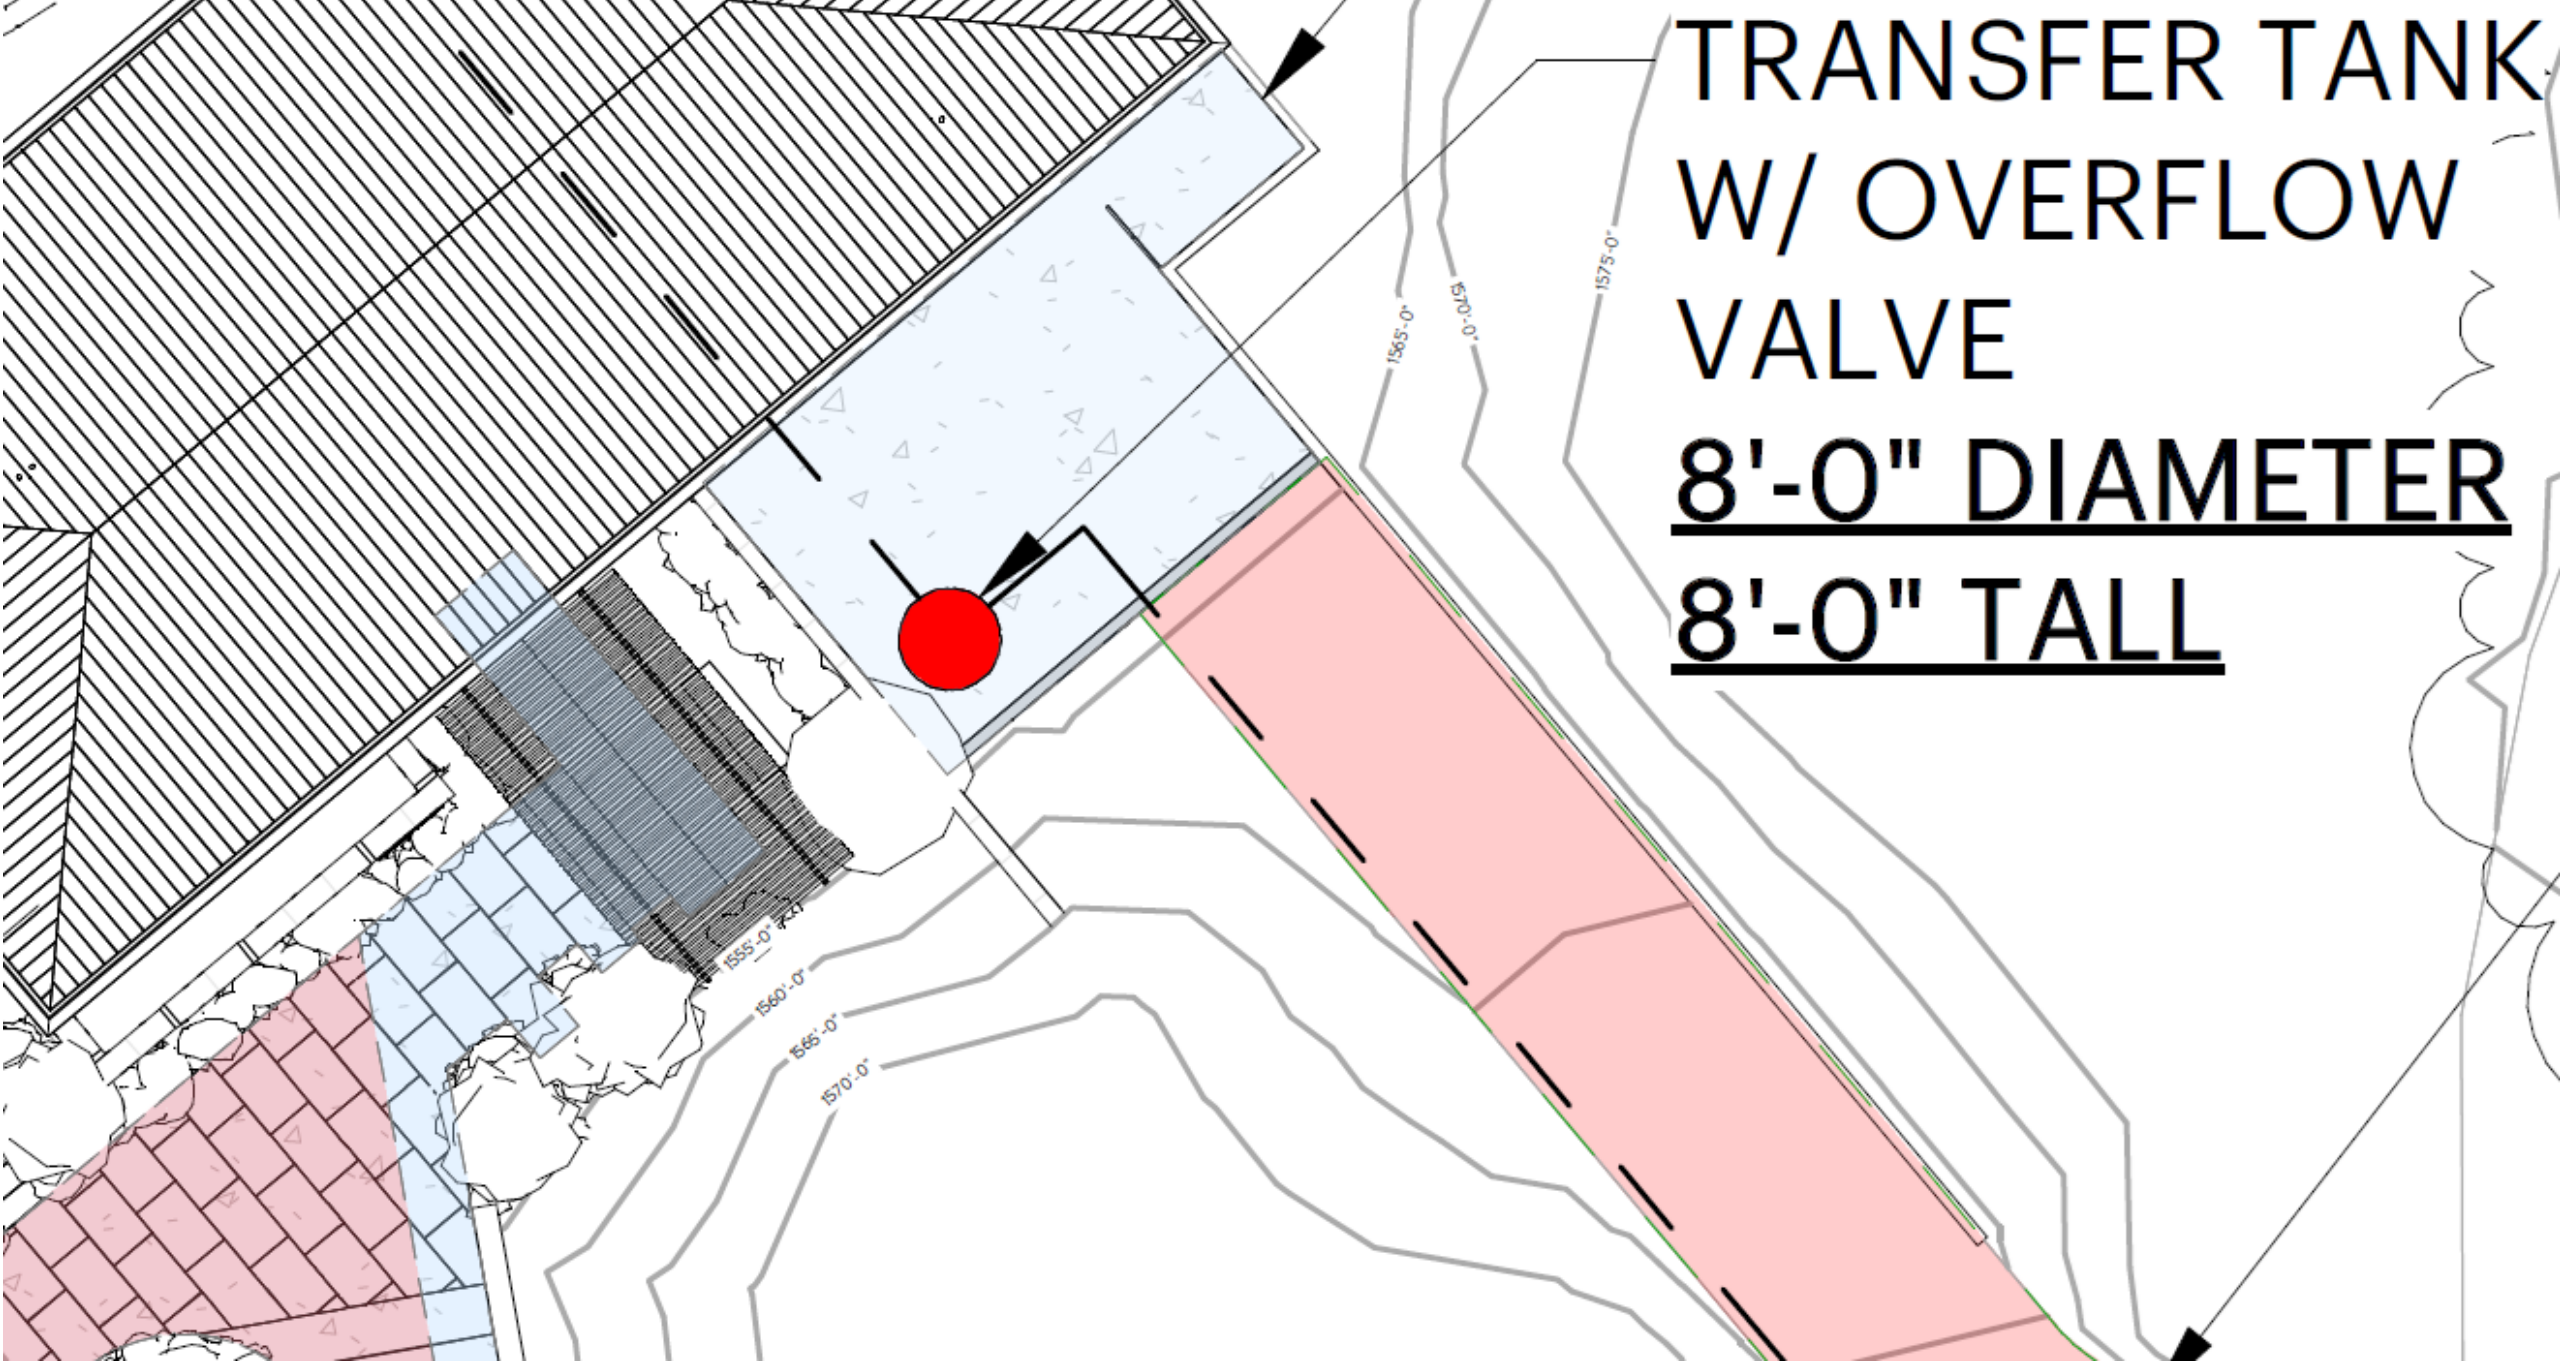 TRANSFER TANK
W/ OVERFLOW
VALVE
8'-0" DIAMETER
8'-0" TALL
1565'-0"
1570'-0"
1575'-0"
1555'-0"
1560'-0"
1565'-0"
1570'-0"